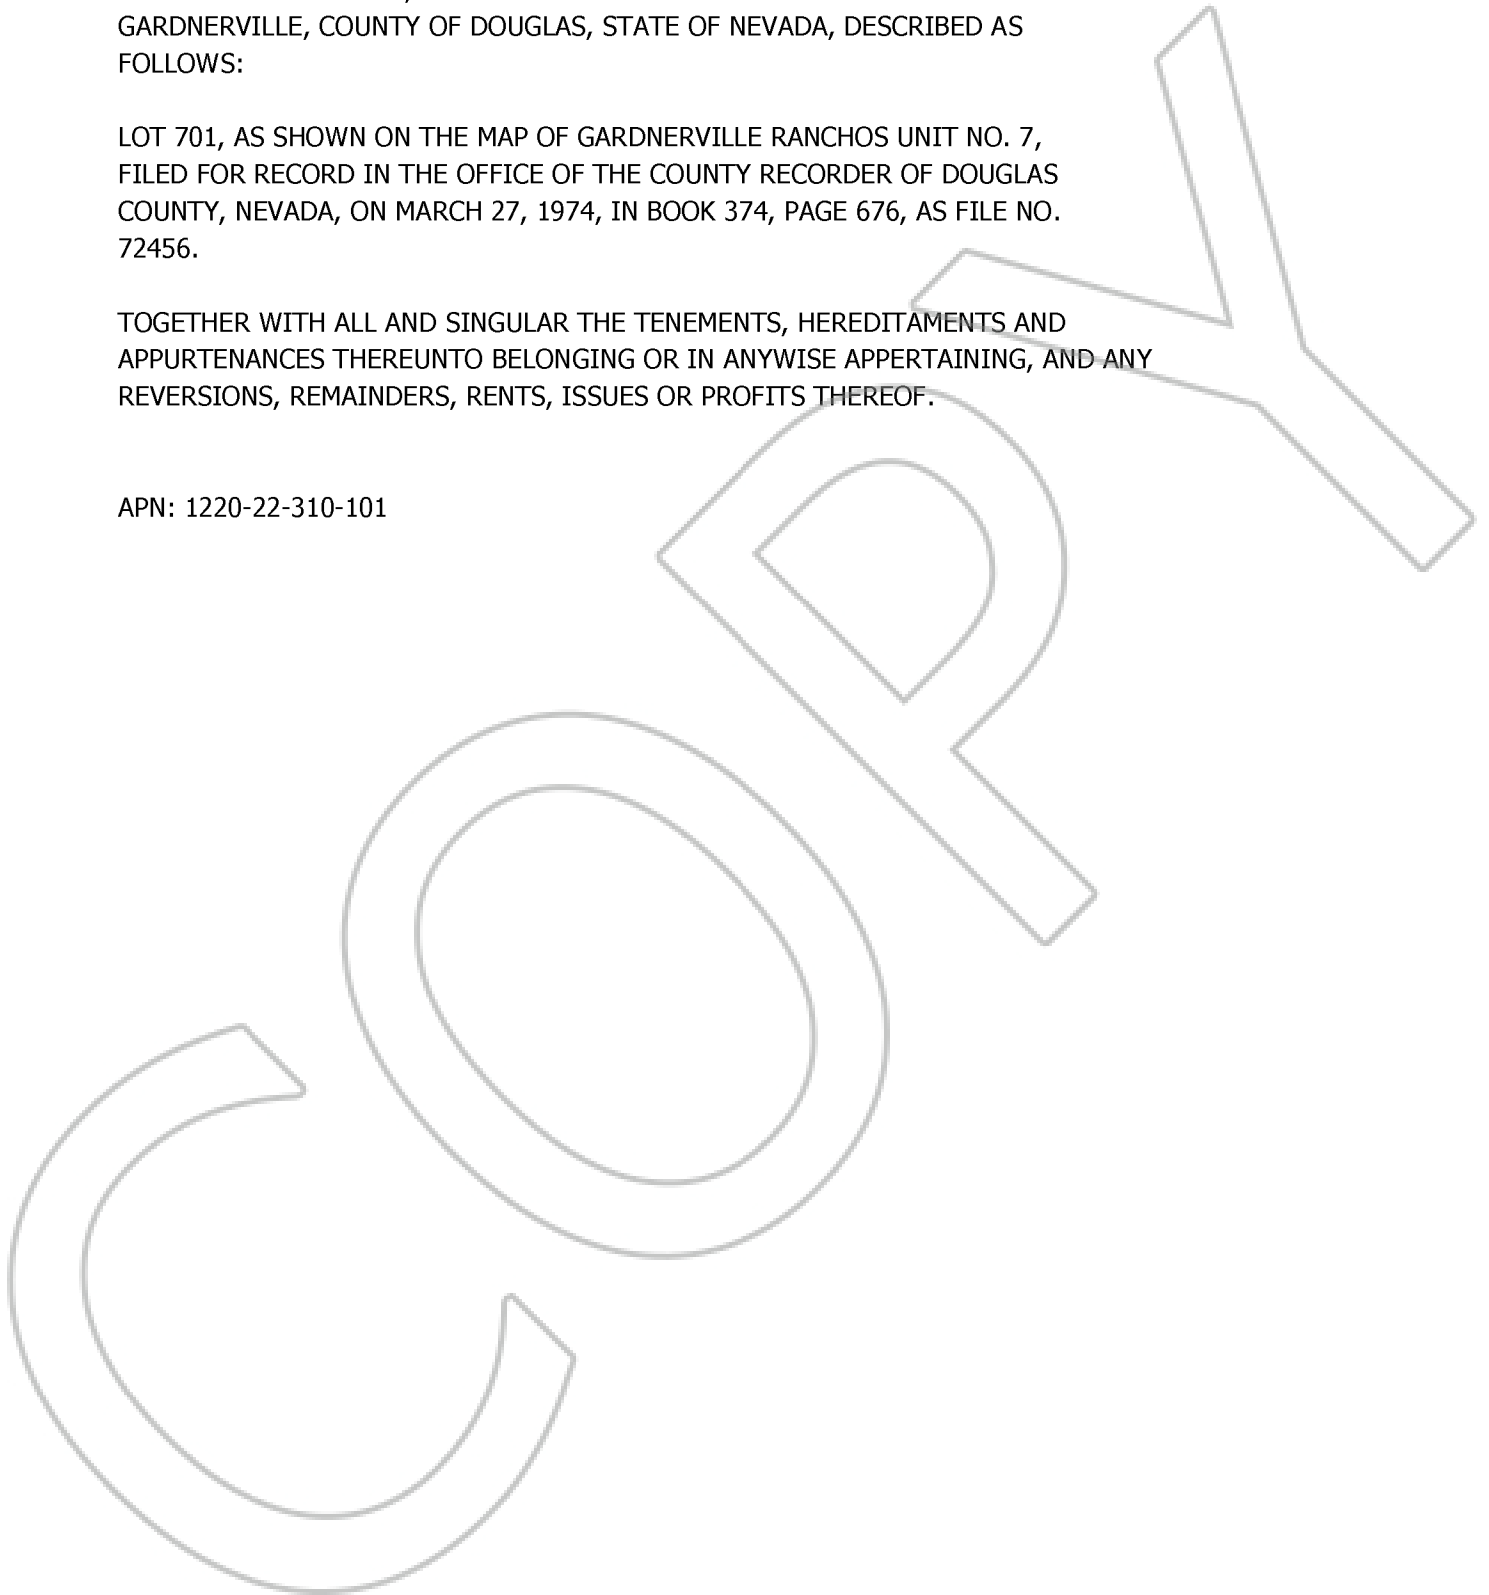 GARDNERVILLE, COUNTY OF DOUGLAS, STATE OF NEVADA, DESCRIBED AS
FOLLOWS:
LOT 701, AS SHOWN ON THE MAP OF GARDNERVILLE RANCHOS UNIT NO. 7,
FILED FOR RECORD IN THE OFFICE OF THE COUNTY RECORDER OF DOUGLAS
COUNTY, NEVADA, ON MARCH 27, 1974, IN BOOK 374, PAGE 676, AS FILE NO.
72456.
TOGETHER WITH ALL AND SINGULAR THE TENEMENTS, HEREDITAMENTS AND
APPURTENANCES THEREUNTO BELONGING OR IN ANYWISE APPERTAINING, AND ANY
REVERSIONS, REMAINDERS, RENTS, ISSUES OR PROFITS THEREOF.
APN: 1220-22-310-101
COPY